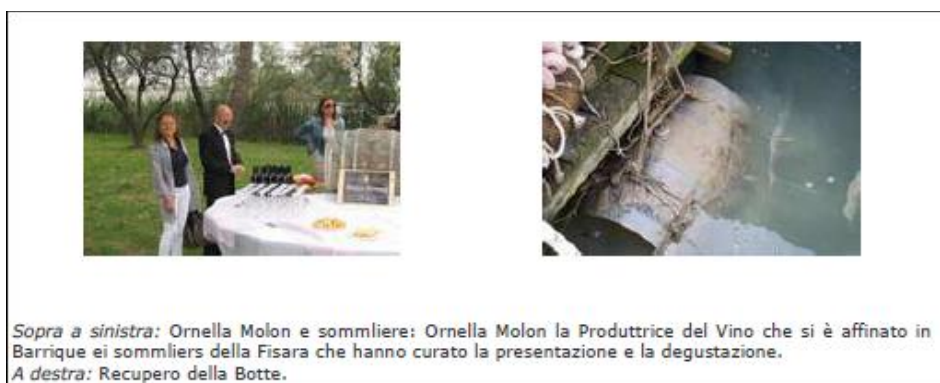 Sopra a sinistra: Ornella Molon e sommliere: Ornella Molon la Produttrice del Vino che si è affinato in
Barrique ei sommliers della Fisara che hanno curato la presentazione e la degustazione.
A destra: Recupero della Botte.